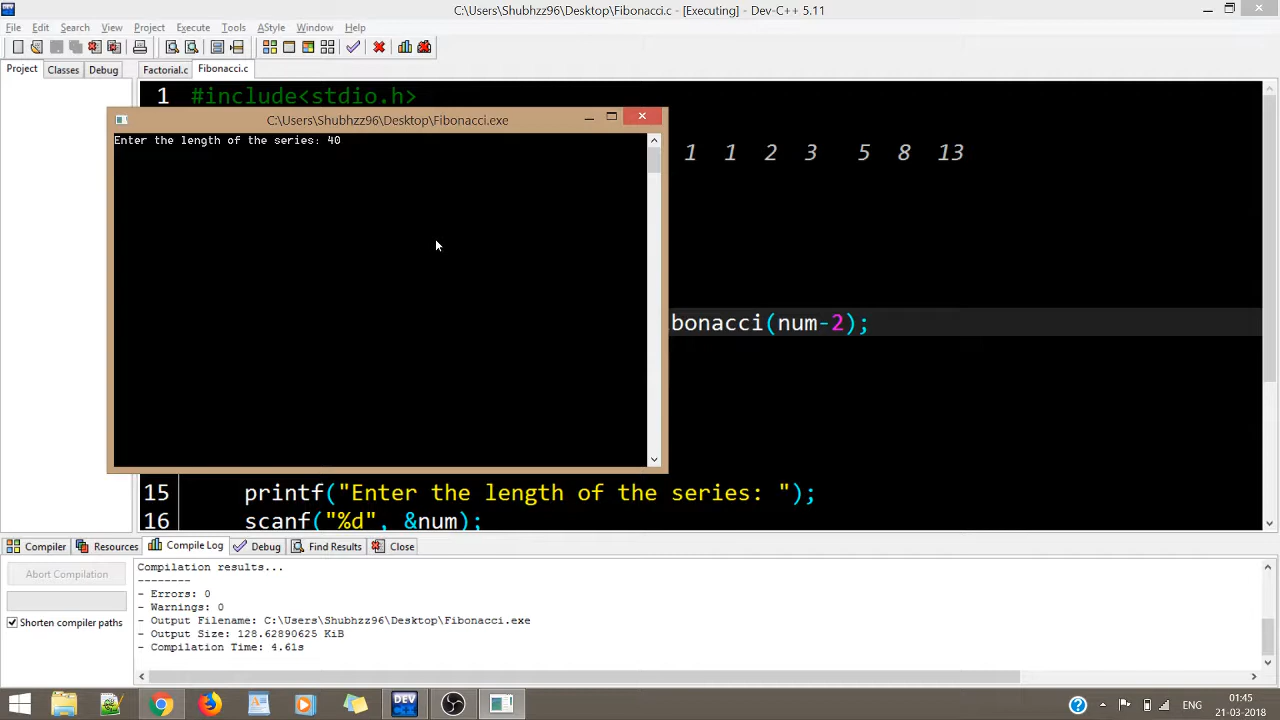 C:\Users\Shubhzz96\Desktop\Fibonacci.c - [Executing] - Dev-C++ 5.11
File Edit Search View Project Execute Tools AStyle Window Help
Project Classes Debug Factorial.c Fibonacci.c
1 #include<stdio.h>
C:\Users\Shubhzz96\Desktop\Fibonacci.exe
Enter the length of the series: 40
1 1 2 3 5 8 13
bonacci(num-2);
15 printf("Enter the length of the series: ");
16 scanf("%d", &num);
Compiler Resources Compile Log Debug Find Results Close
Abort Compilation
Shorten compiler paths
Compilation results...
--------
- Errors: 0
- Warnings: 0
- Output Filename: C:\Users\Shubhzz96\Desktop\Fibonacci.exe
- Output Size: 128.62890625 KiB
- Compilation Time: 4.61s
DEV
ENG
01:45
21-03-2018